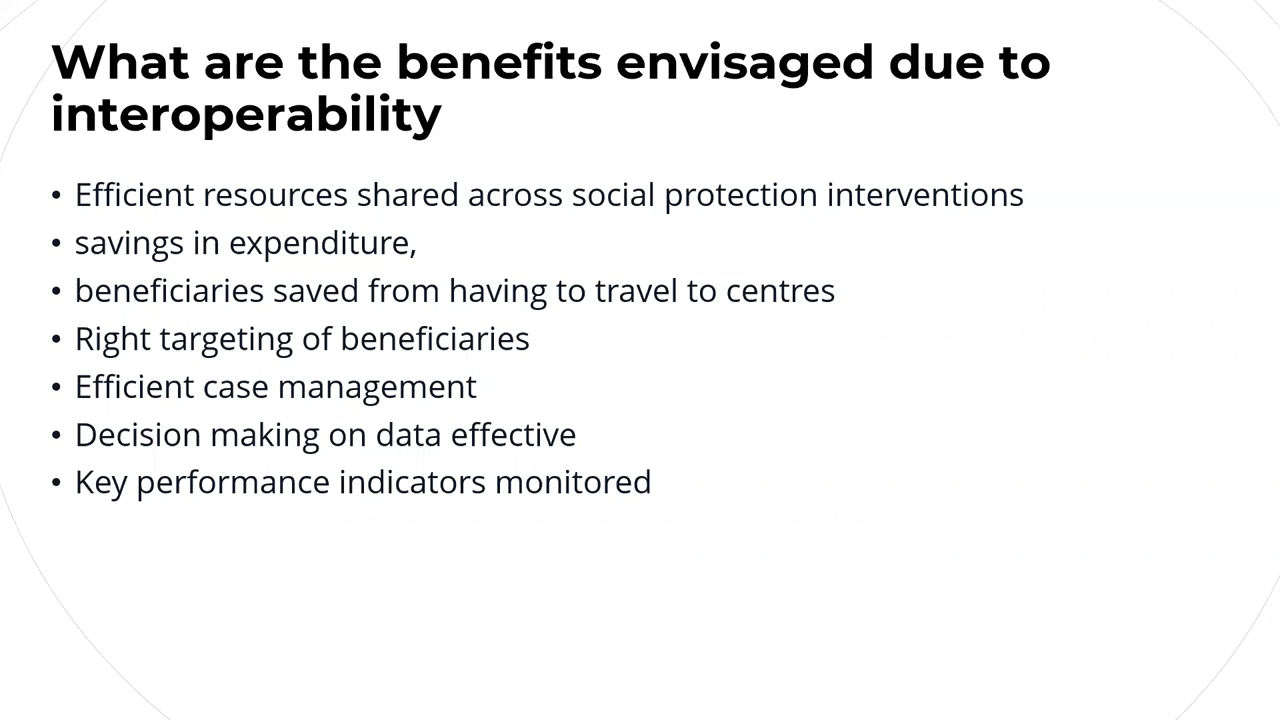 What are the benefits envisaged due to
interoperability
• Efficient resources shared across social protection interventions
• savings in expenditure,
• beneficiaries saved from having to travel to centres
• Right targeting of beneficiaries
• Efficient case management
• Decision making on data effective
• Key performance indicators monitored